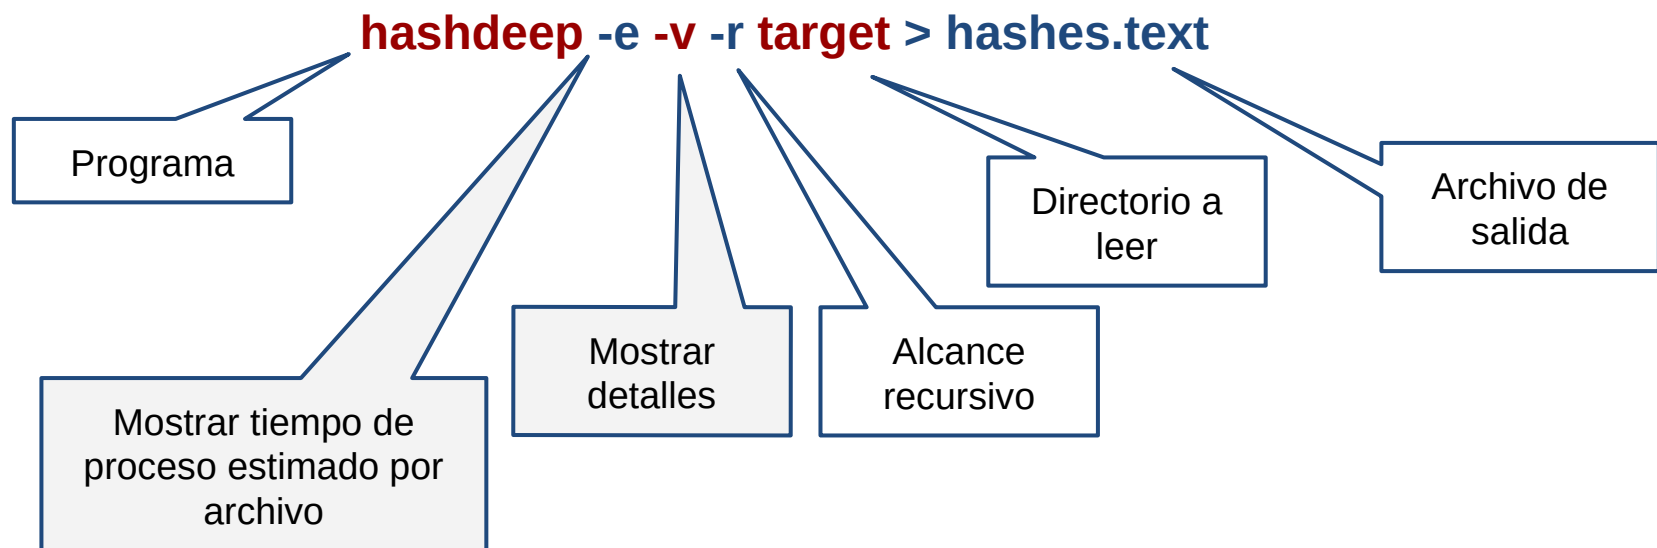 hashdeep -e -v -r target > hashes.text
Programa
Directorio a
leer
Archivo de
salida
Mostrar
detalles
Alcance
recursivo
Mostrar tiempo de
proceso estimado por
archivo